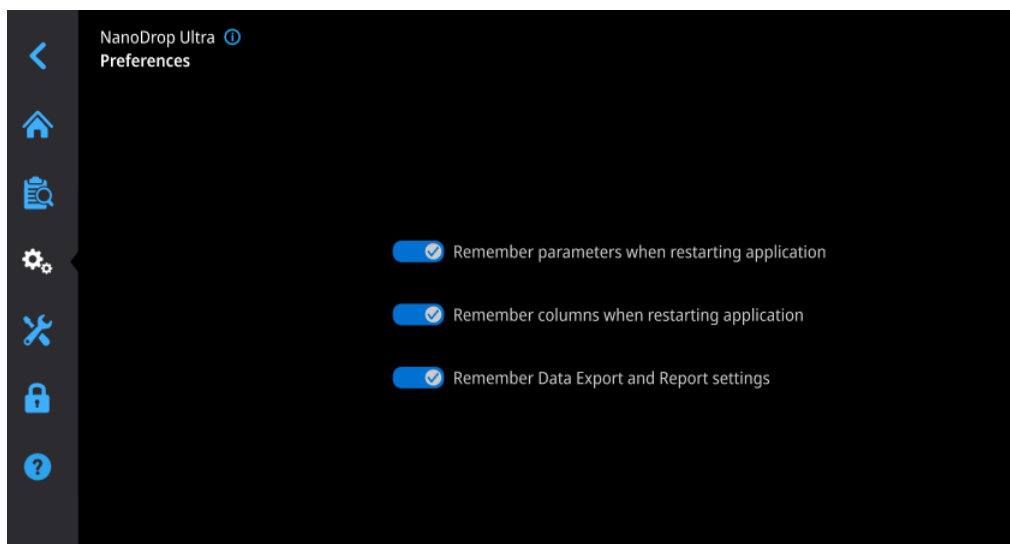 NanoDrop Ultra
Preferences
Remember parameters when restarting application
Remember columns when restarting application
Remember Data Export and Report settings